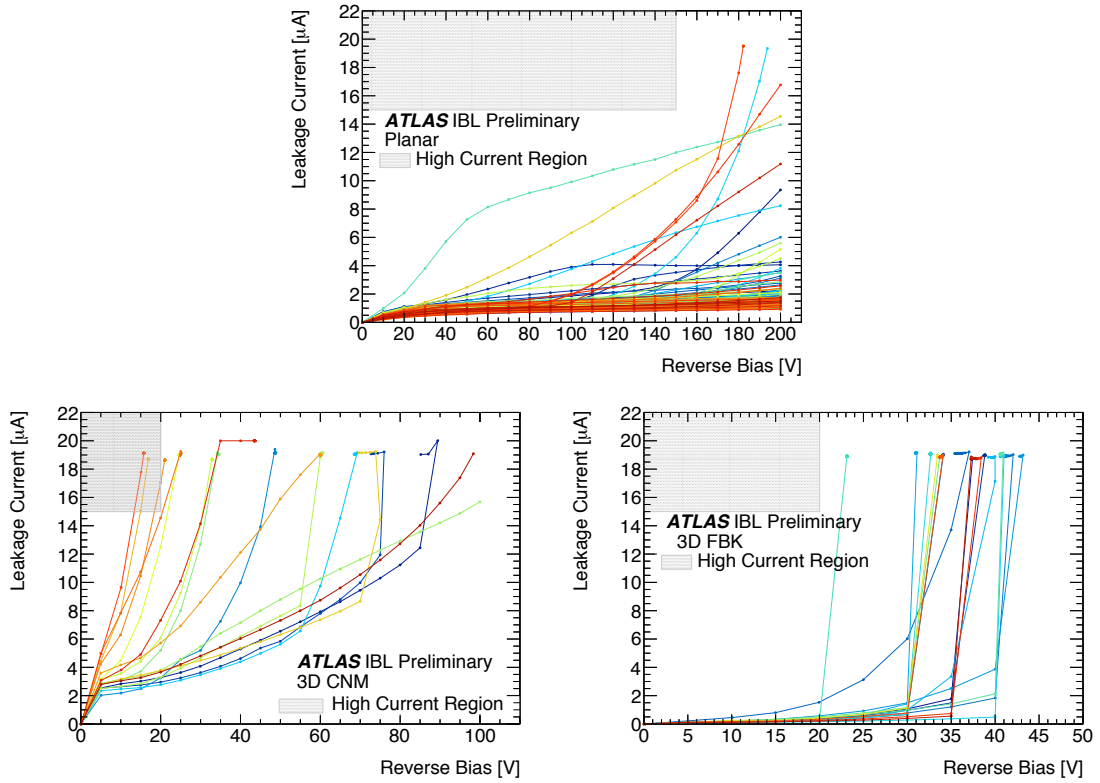 Leakage Current [μA]
22
20
18
16
14
12
10
8
6
4
2
0
ATLAS IBL Preliminary
Planar
High Current Region
0 20 40 60 80 100 120 140 160 180 200
Reverse Bias [V]
Leakage Current [μA]
22
20
18
16
14
12
10
8
6
4
2
0
ATLAS IBL Preliminary
3D CNM
High Current Region
0 20 40 60 80 100
Reverse Bias [V]
Leakage Current [μA]
22
20
18
16
14
12
10
8
6
4
2
0
ATLAS IBL Preliminary
3D FBK
High Current Region
0 5 10 15 20 25 30 35 40 45 50
Reverse Bias [V]